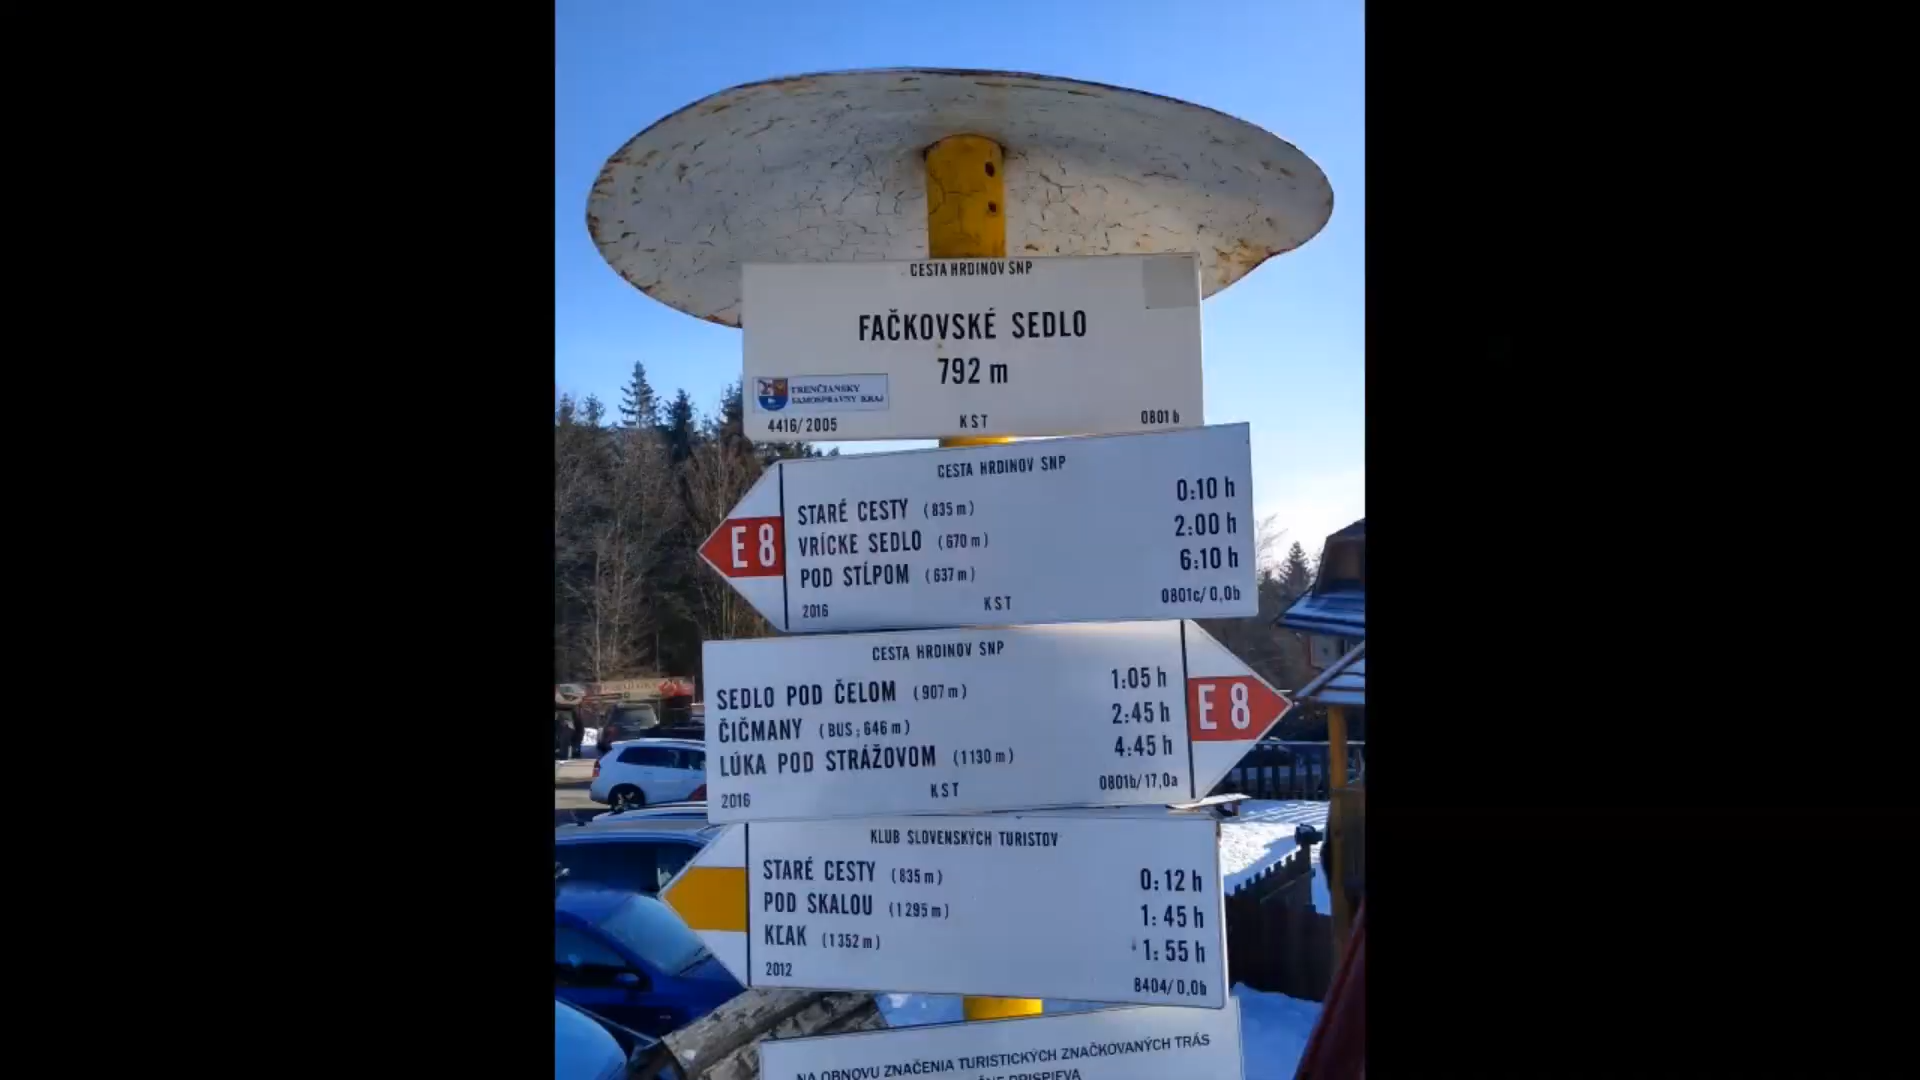 CESTA HRDINOV SNP
FAČKOVSKÉ SEDLO
792 m
TRENČIANSKY
SAMOSPRÁVNY KRAJ
4416/2005 KST 0801 b
CESTA HRDINOV SNP
STARÉ CESTY (835 m) 0:10 h
VRÍCKE SEDLO (670 m) 2:00 h
POD STĹPOM (637 m) 6:10 h
E 8
2016 KST 0801c/0,0b
CESTA HRDINOV SNP
SEDLO POD ČELOM (907 m) 1:05 h
ČIČMANY (BUS; 646 m) 2:45 h
LÚKA POD STRÁŽOVOM (1130 m) 4:45 h
E 8
2016 KST 0801b/17,0a
KLUB SLOVENSKÝCH TURISTOV
STARÉ CESTY (835 m) 0:12 h
POD SKALOU (1295 m) 1:45 h
KĽAK (1352 m) 1:55 h
2012 8404/0,0b
NA OBNOVU ZNAČENIA TURISTICKÝCH ZNAČKOVANÝCH TRÁS
PRISPIEVA